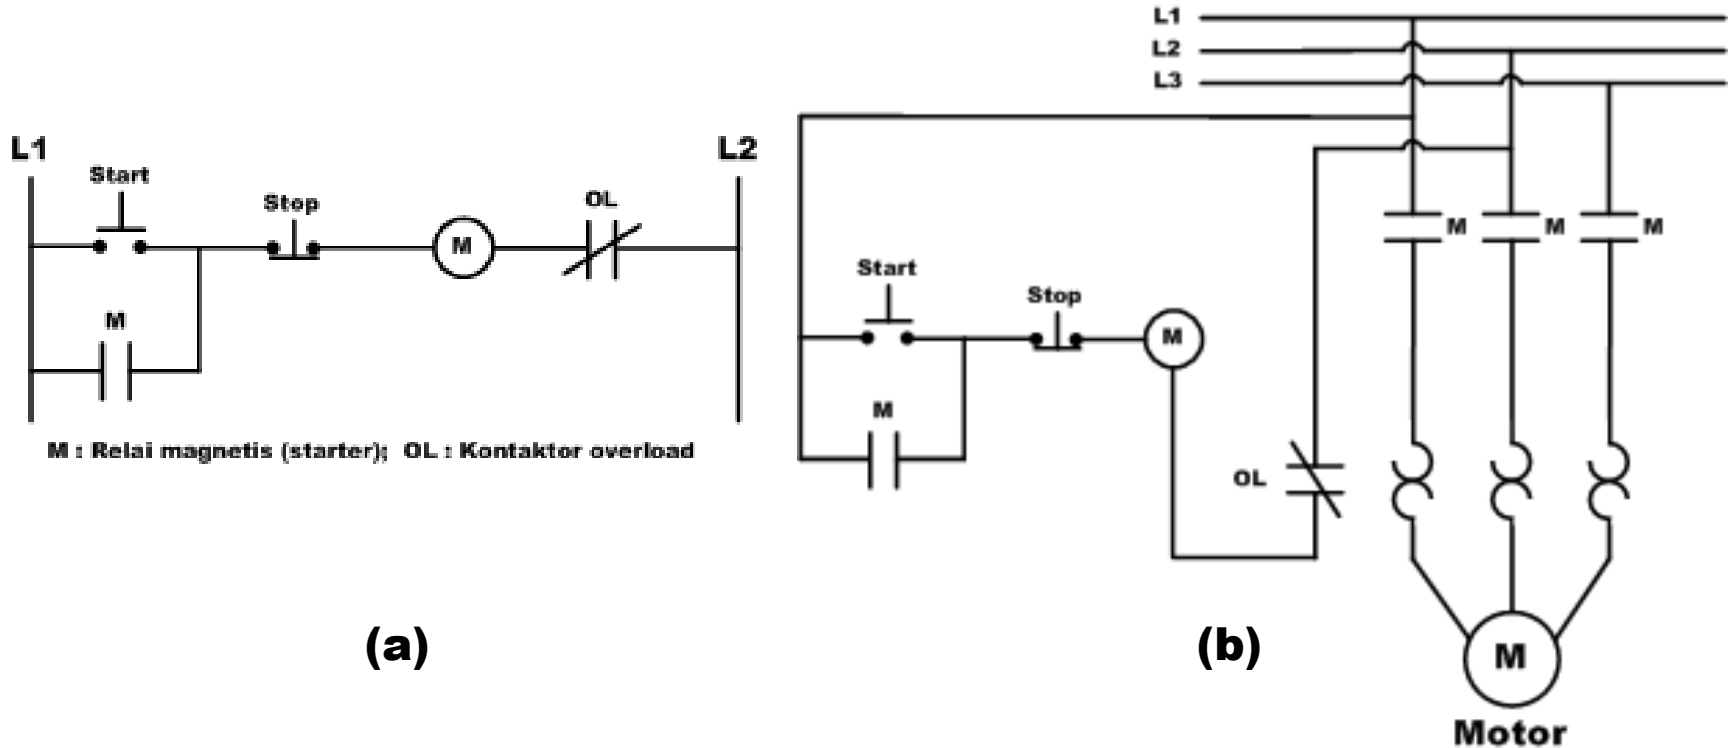 L1
L2
Start
Stop
OL
M
M
M : Relai magnetis (starter); OL : Kontaktor overload
(a)
L1
L2
L3
M
M
M
Start
Stop
M
M
OL
M
Motor
(b)